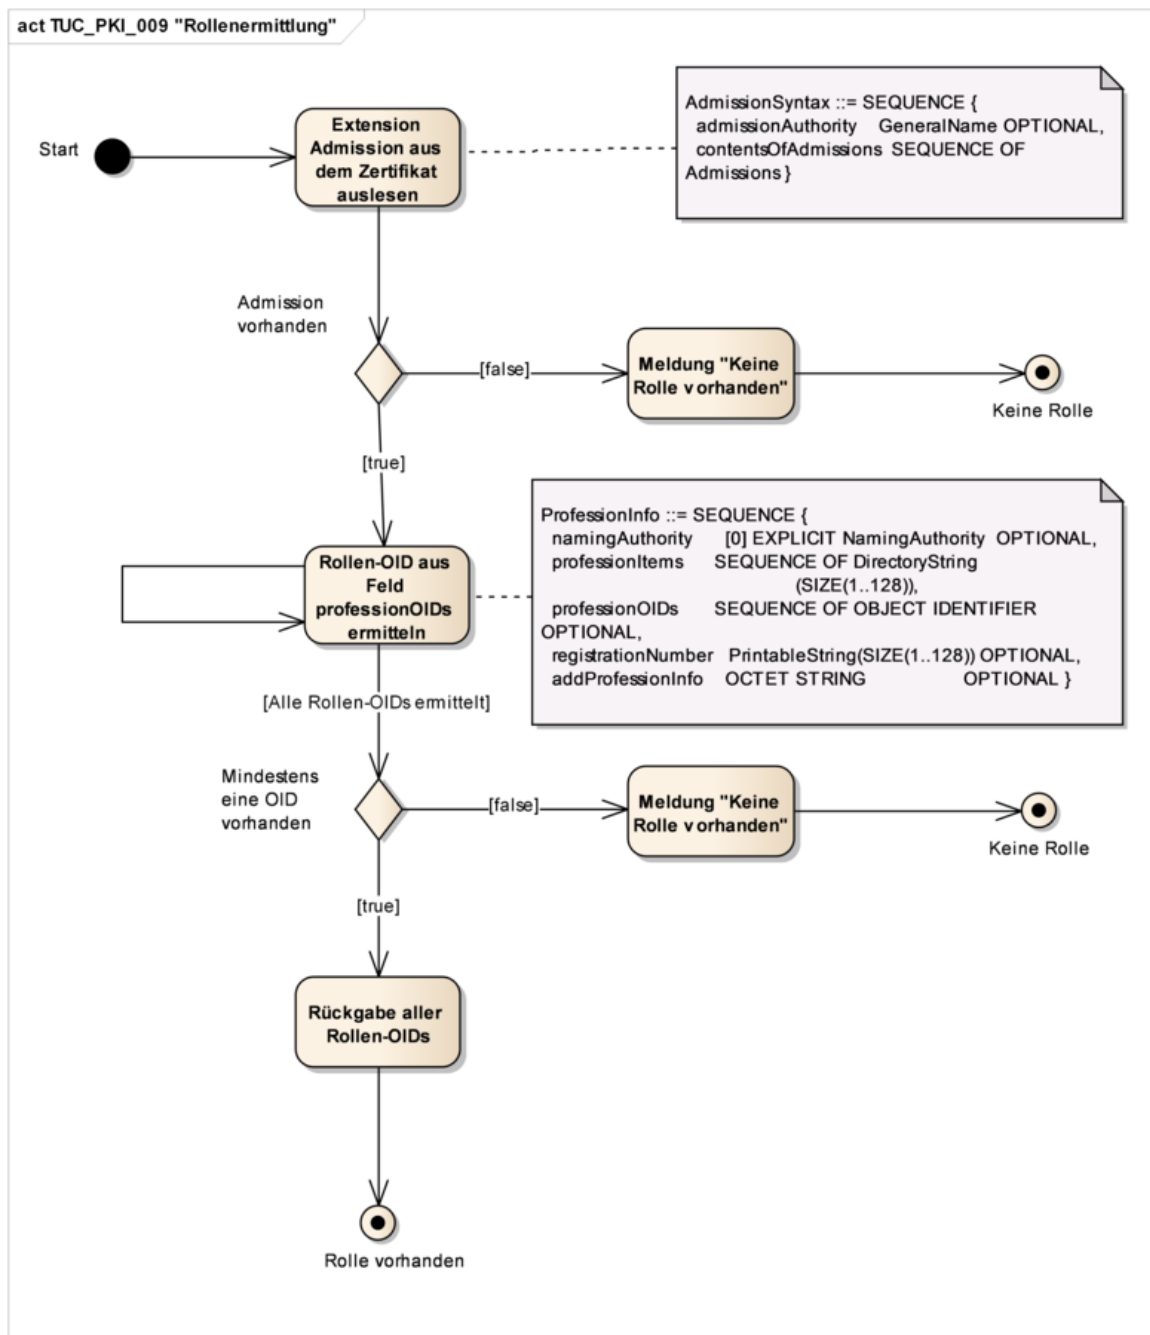 act TUC_PKI_009 "Rollenermittlung"
Start
Extension
Admission aus
dem Zertifikat
auslesen
AdmissionSyntax ::= SEQUENCE {
admissionAuthority GeneralName OPTIONAL,
contentsOfAdmissions SEQUENCE OF
Admissions }
Admission
vorhanden
[false]
Meldung "Keine
Rolle vorhanden"
Keine Rolle
[true]
Rollen-OID aus
Feld
professionOIDs
ermitteln
ProfessionInfo ::= SEQUENCE {
namingAuthority [0] EXPLICIT NamingAuthority OPTIONAL,
professionItems SEQUENCE OF DirectoryString
(SIZE(1..128)),
professionOIDs SEQUENCE OF OBJECT IDENTIFIER
OPTIONAL,
registrationNumber PrintableString(SIZE(1..128)) OPTIONAL,
addProfessionInfo OCTET STRING OPTIONAL }
[Alle Rollen-OIDs ermittelt]
Mindestens
eine OID
vorhanden
[false]
Meldung "Keine
Rolle vorhanden"
Keine Rolle
[true]
Rückgabe aller
Rollen-OIDs
Rolle vorhanden